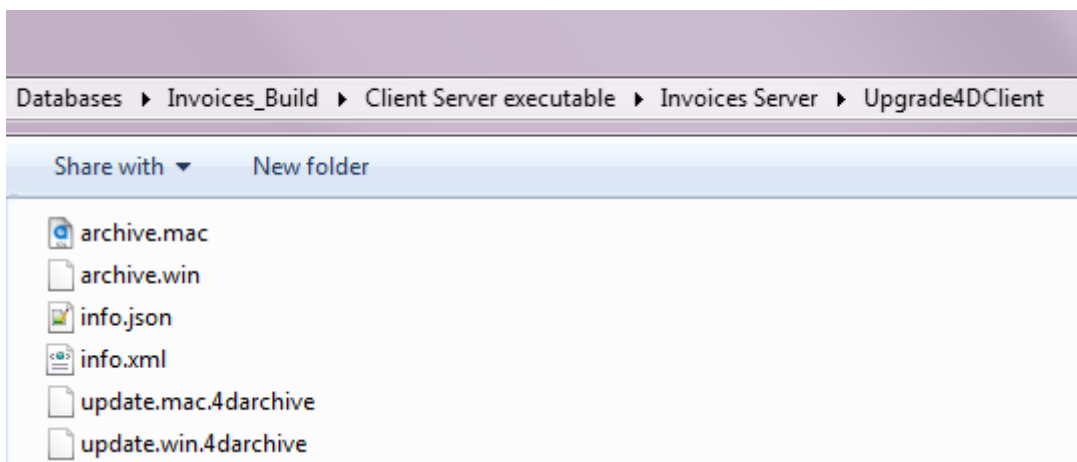 Databases ▸ Invoices_Build ▸ Client Server executable ▸ Invoices Server ▸ Upgrade4DClient
Share with ▾ New folder
archive.mac
archive.win
info.json
info.xml
update.mac.4darchive
update.win.4darchive